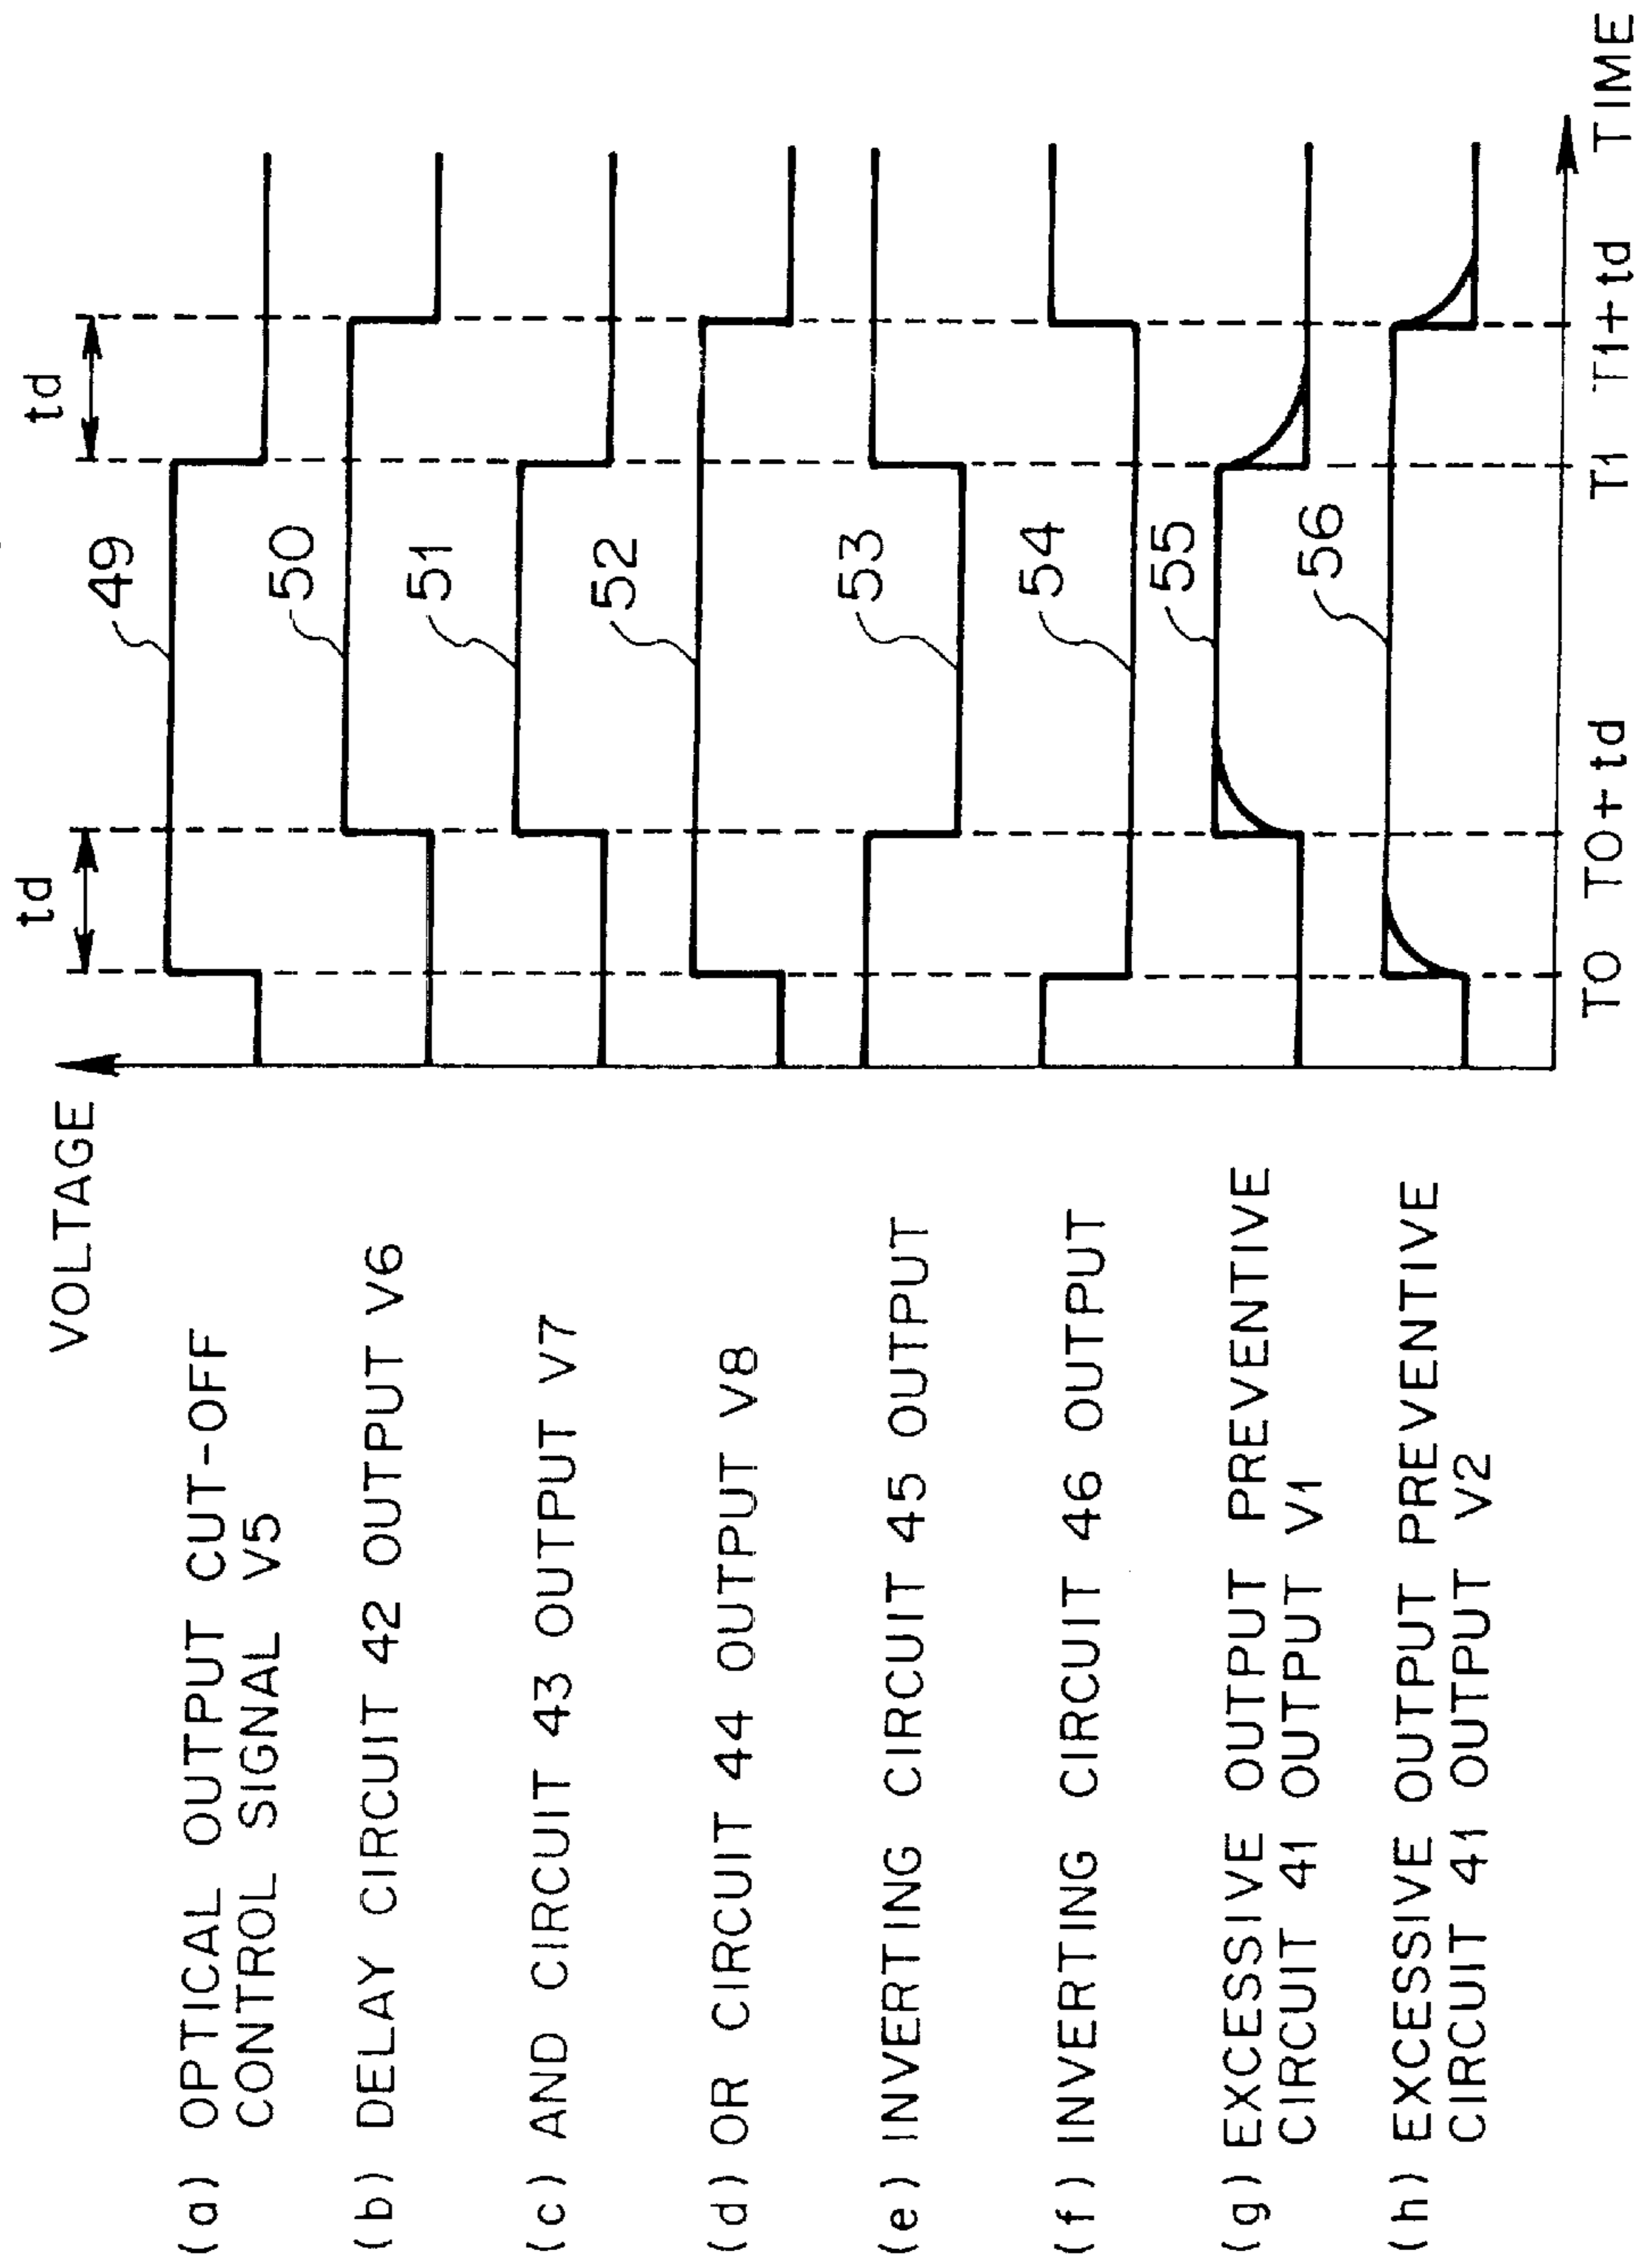 VOLTAGE
td
td
(a) OPTICAL OUTPUT CUT-OFF
CONTROL SIGNAL V5
49
(b) DELAY CIRCUIT 42 OUTPUT V6
50
(c) AND CIRCUIT 43 OUTPUT V7
51
(d) OR CIRCUIT 44 OUTPUT V8
52
(e) INVERTING CIRCUIT 45 OUTPUT
53
(f) INVERTING CIRCUIT 46 OUTPUT
54
(g) EXCESSIVE OUTPUT PREVENTIVE
CIRCUIT 41 OUTPUT V1
55
(h) EXCESSIVE OUTPUT PREVENTIVE
CIRCUIT 41 OUTPUT V2
56
T0 T0+td T1 T1+td TIME